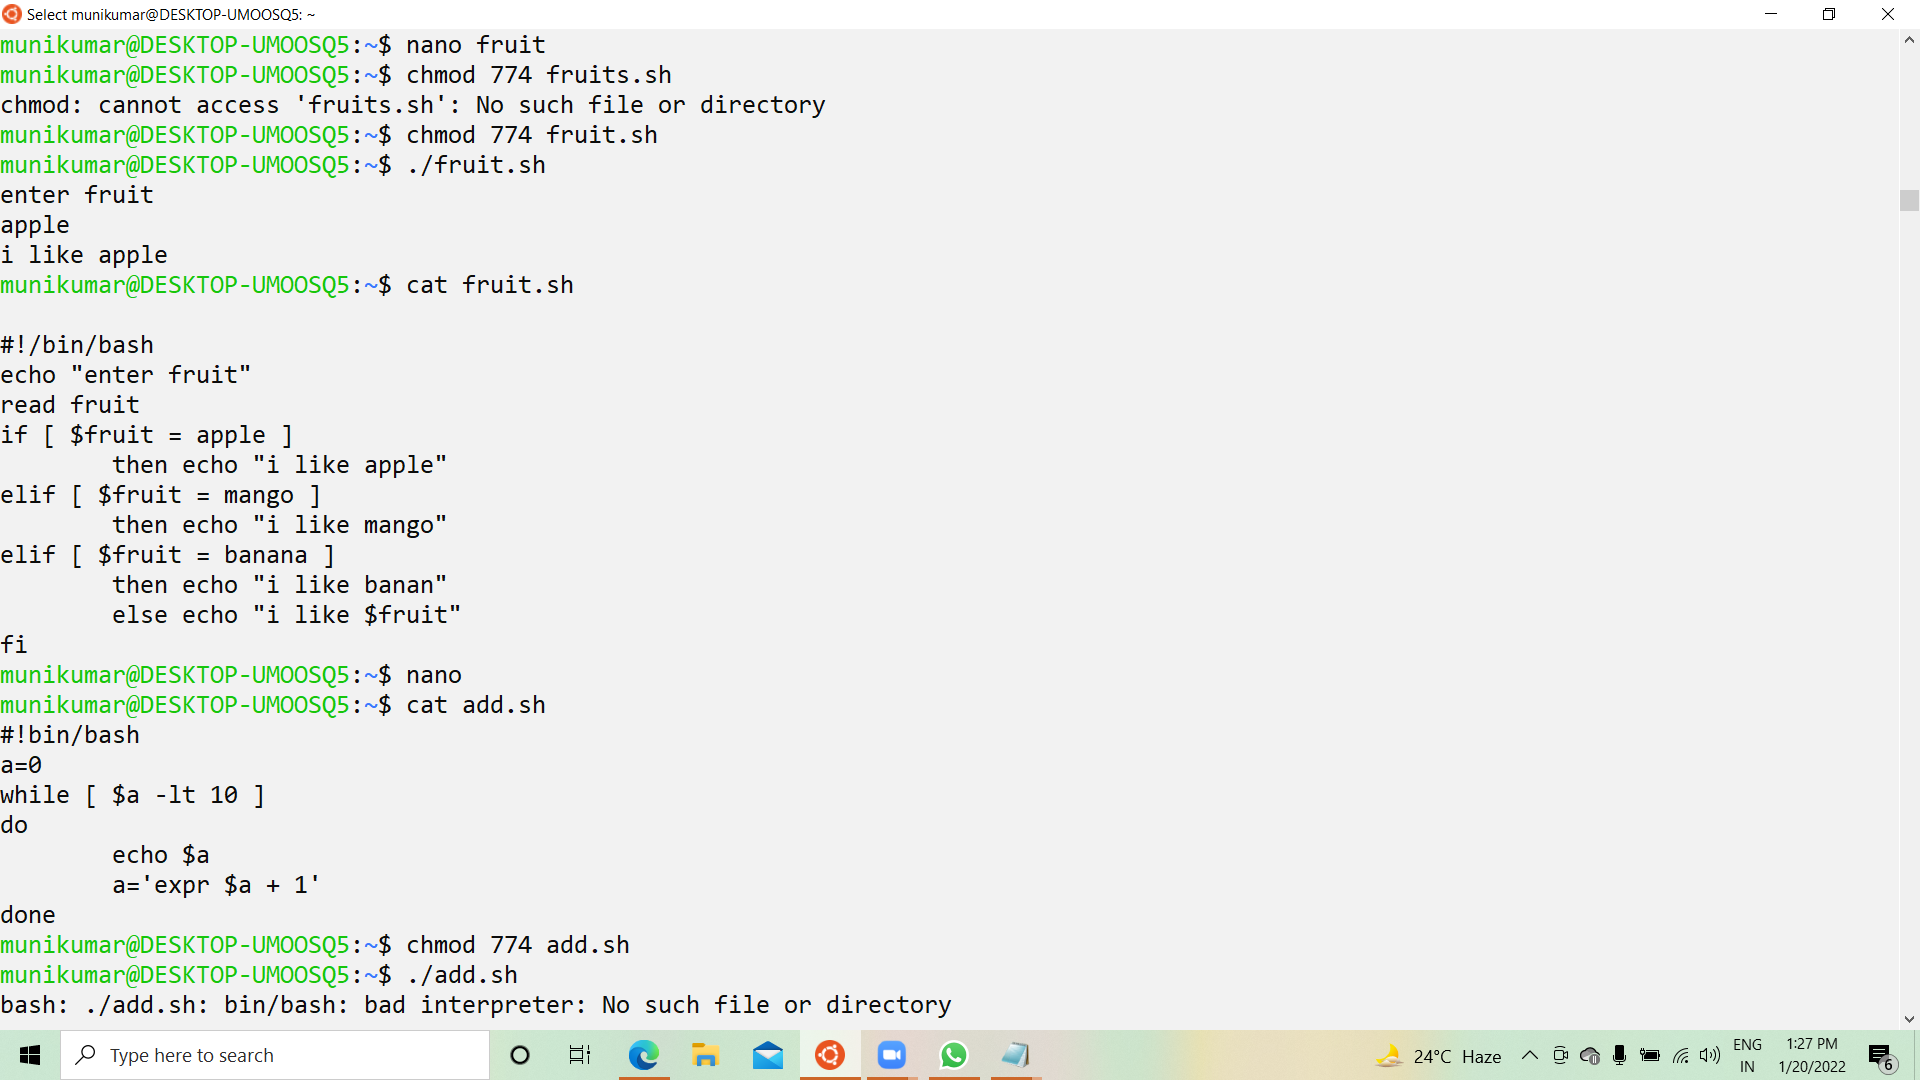 Select munikumar@DESKTOP-UMOOSQ5: ~
munikumar@DESKTOP-UMOOSQ5:~$ nano fruit
munikumar@DESKTOP-UMOOSQ5:~$ chmod 774 fruits.sh
chmod: cannot access 'fruits.sh': No such file or directory
munikumar@DESKTOP-UMOOSQ5:~$ chmod 774 fruit.sh
munikumar@DESKTOP-UMOOSQ5:~$ ./fruit.sh
enter fruit
apple
i like apple
munikumar@DESKTOP-UMOOSQ5:~$ cat fruit.sh
#!/bin/bash
echo "enter fruit"
read fruit
if [ $fruit = apple ]
        then echo "i like apple"
elif [ $fruit = mango ]
        then echo "i like mango"
elif [ $fruit = banana ]
        then echo "i like banan"
        else echo "i like $fruit"
fi
munikumar@DESKTOP-UMOOSQ5:~$ nano
munikumar@DESKTOP-UMOOSQ5:~$ cat add.sh
#!bin/bash
a=0
while [ $a -lt 10 ]
do
        echo $a
        a='expr $a + 1'
done
munikumar@DESKTOP-UMOOSQ5:~$ chmod 774 add.sh
munikumar@DESKTOP-UMOOSQ5:~$ ./add.sh
bash: ./add.sh: bin/bash: bad interpreter: No such file or directory
Type here to search
24°C Haze
ENG
IN
1:27 PM
1/20/2022
6